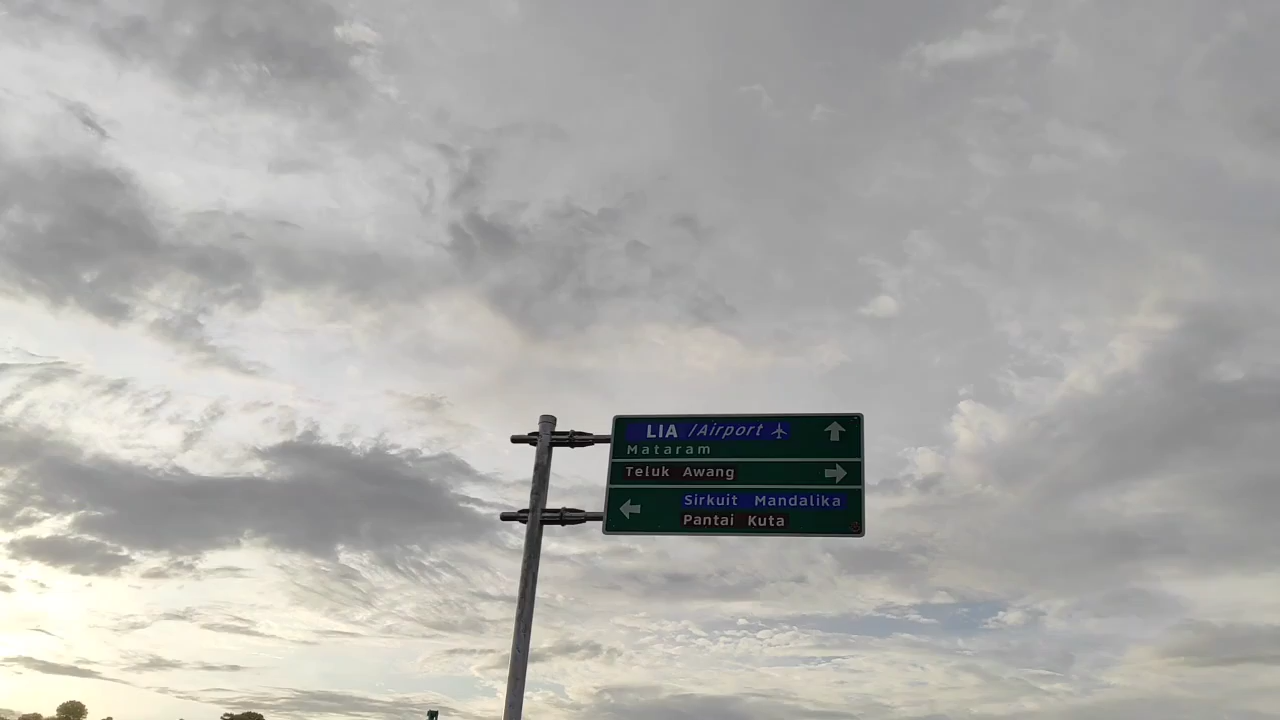 LIA /Airport
Mataram
Teluk Awang
Sirkuit Mandalika
Pantai Kuta